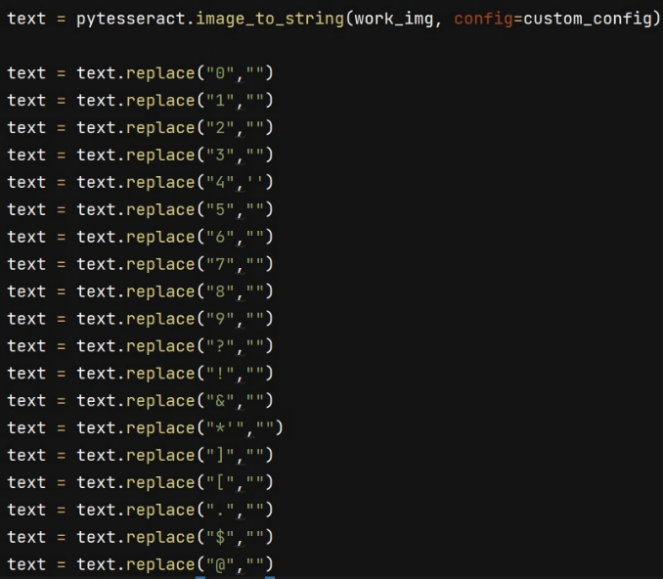 text = pytesseract.image_to_string(work_img, config=custom_config)
text = text.replace("0","")
text = text.replace("1","")
text = text.replace("2","")
text = text.replace("3","")
text = text.replace("4",'')
text = text.replace("5","")
text = text.replace("6","")
text = text.replace("7","")
text = text.replace("8","")
text = text.replace("9","")
text = text.replace("?","")
text = text.replace("!","")
text = text.replace("&","")
text = text.replace("*'","")
text = text.replace("]","")
text = text.replace("[","")
text = text.replace(".","")
text = text.replace("$","")
text = text.replace("@","")